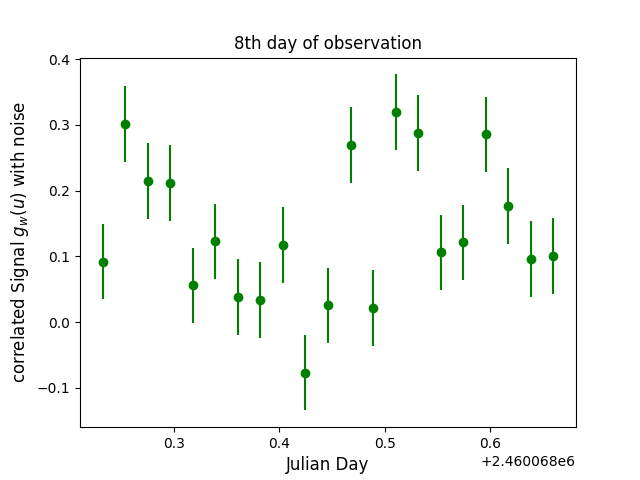 8th day of observation
correlated Signal g_w(u) with noise
0.4
0.3
0.2
0.1
0.0
−0.1
0.3 0.4 0.5 0.6
Julian Day
+2.460068e6